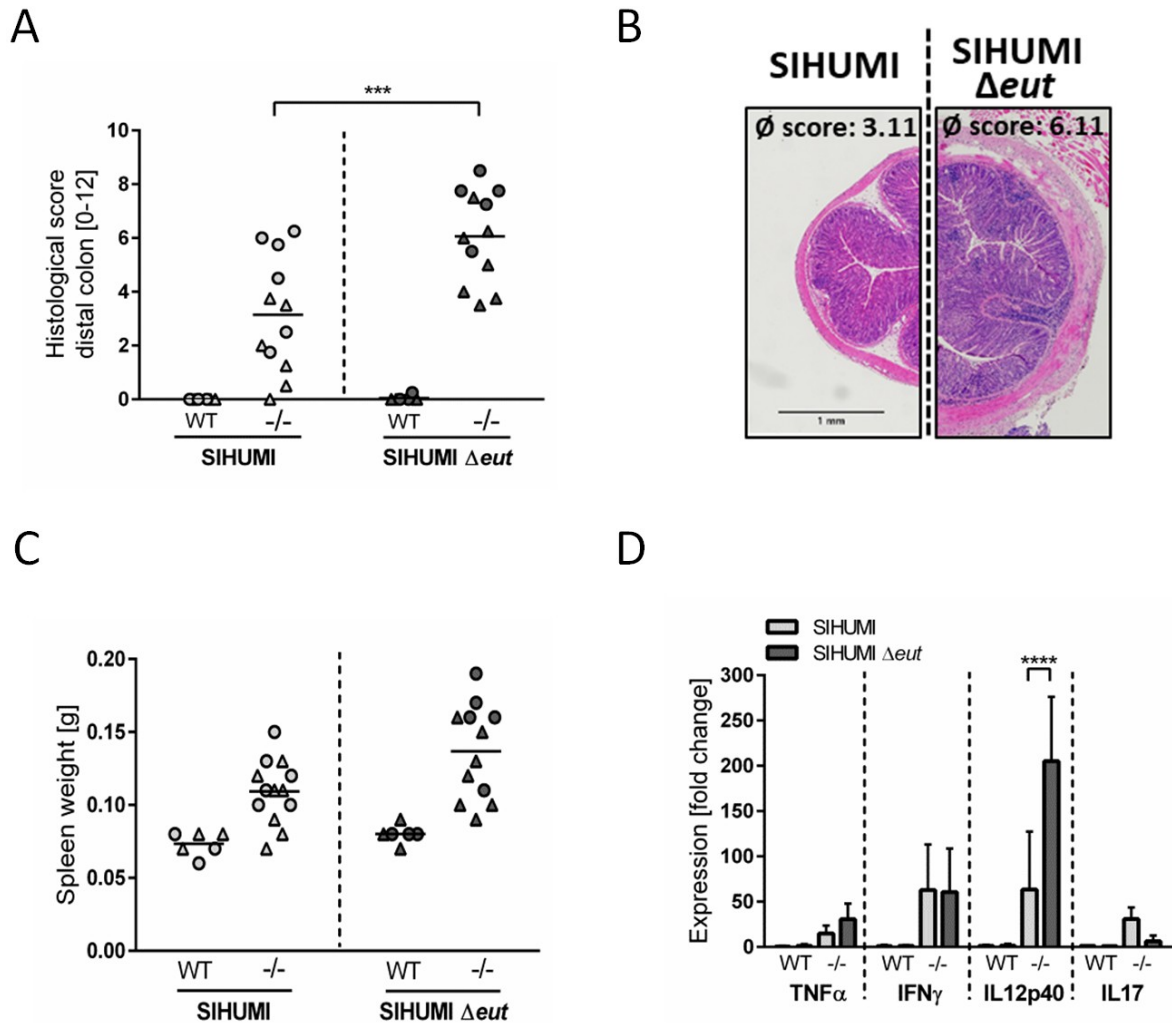 A
***
10
8
6
4
2
0
Histological score
distal colon [0-12]
WT -/- WT -/-
SIHUMI SIHUMI Δeut
B
SIHUMI
SIHUMI
Δeut
Ø score: 3.11
Ø score: 6.11
1 mm
C
0.20
0.15
0.10
0.05
0.00
Spleen weight [g]
WT -/- WT -/-
SIHUMI SIHUMI Δeut
D
SIHUMI
SIHUMI Δeut
****
300
250
200
150
100
50
0
Expression [fold change]
WT -/- WT -/- WT -/- WT -/-
TNFα IFNγ IL12p40 IL17